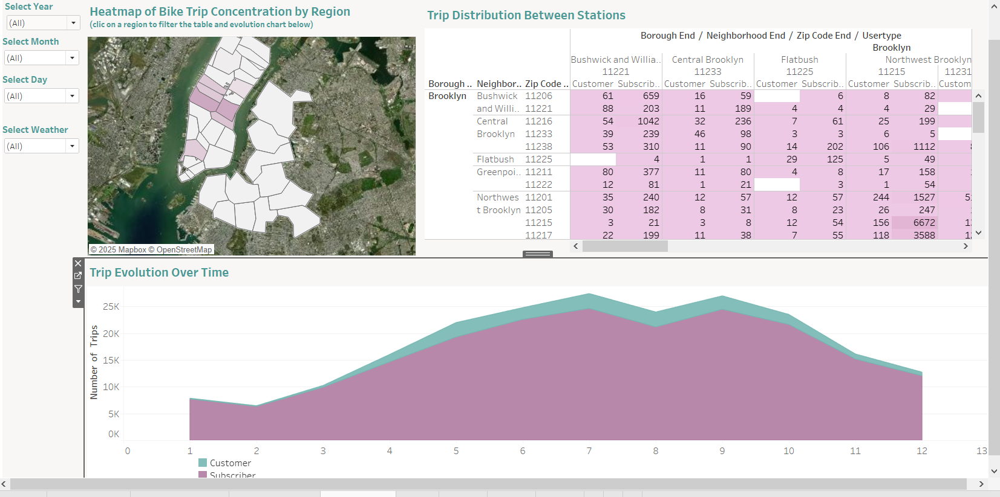 Select Year
(All)
Select Month
(All)
Select Day
(All)
Select Weather
(All)
Heatmap of Bike Trip Concentration by Region
(clic on a region to filter the table and evolution chart below)
© 2025 Mapbox © OpenStreetMap
Trip Distribution Between Stations
Borough End / Neighborhood End / Zip Code End / Usertype
Brooklyn
Bushwick and Willia.. Central Brooklyn Flatbush Northwest Brooklyn
11221 11233 11225 11215 11231
Borough .. Neighbor.. Zip Code .. Customer Subscrib.. Customer Subscrib.. Customer Subscrib.. Customer Subscrib.. Custom
Brooklyn Bushwick 11206 61 659 16 59 6 8 82
and Willi.. 11221 88 203 11 189 4 4 4 29
Central 11216 54 1042 32 236 7 61 25 199
Brooklyn 11233 39 239 46 98 3 3 6 5
11238 53 310 11 90 14 202 106 1112
Flatbush 11225 4 1 1 29 125 5 49
Greenpoi.. 11211 80 377 11 80 4 8 17 158
11222 12 81 1 21 3 1 54
Northwes 11201 35 240 12 57 12 57 244 1527
t Brooklyn 11205 30 182 8 31 8 23 26 247
11215 3 21 3 8 12 54 156 6672
11217 22 199 11 38 7 55 118 3588
Trip Evolution Over Time
Number of Trips
25K
20K
15K
10K
5K
0K
0 1 2 3 4 5 6 7 8 9 10 11 12 13
Customer
Subscriber